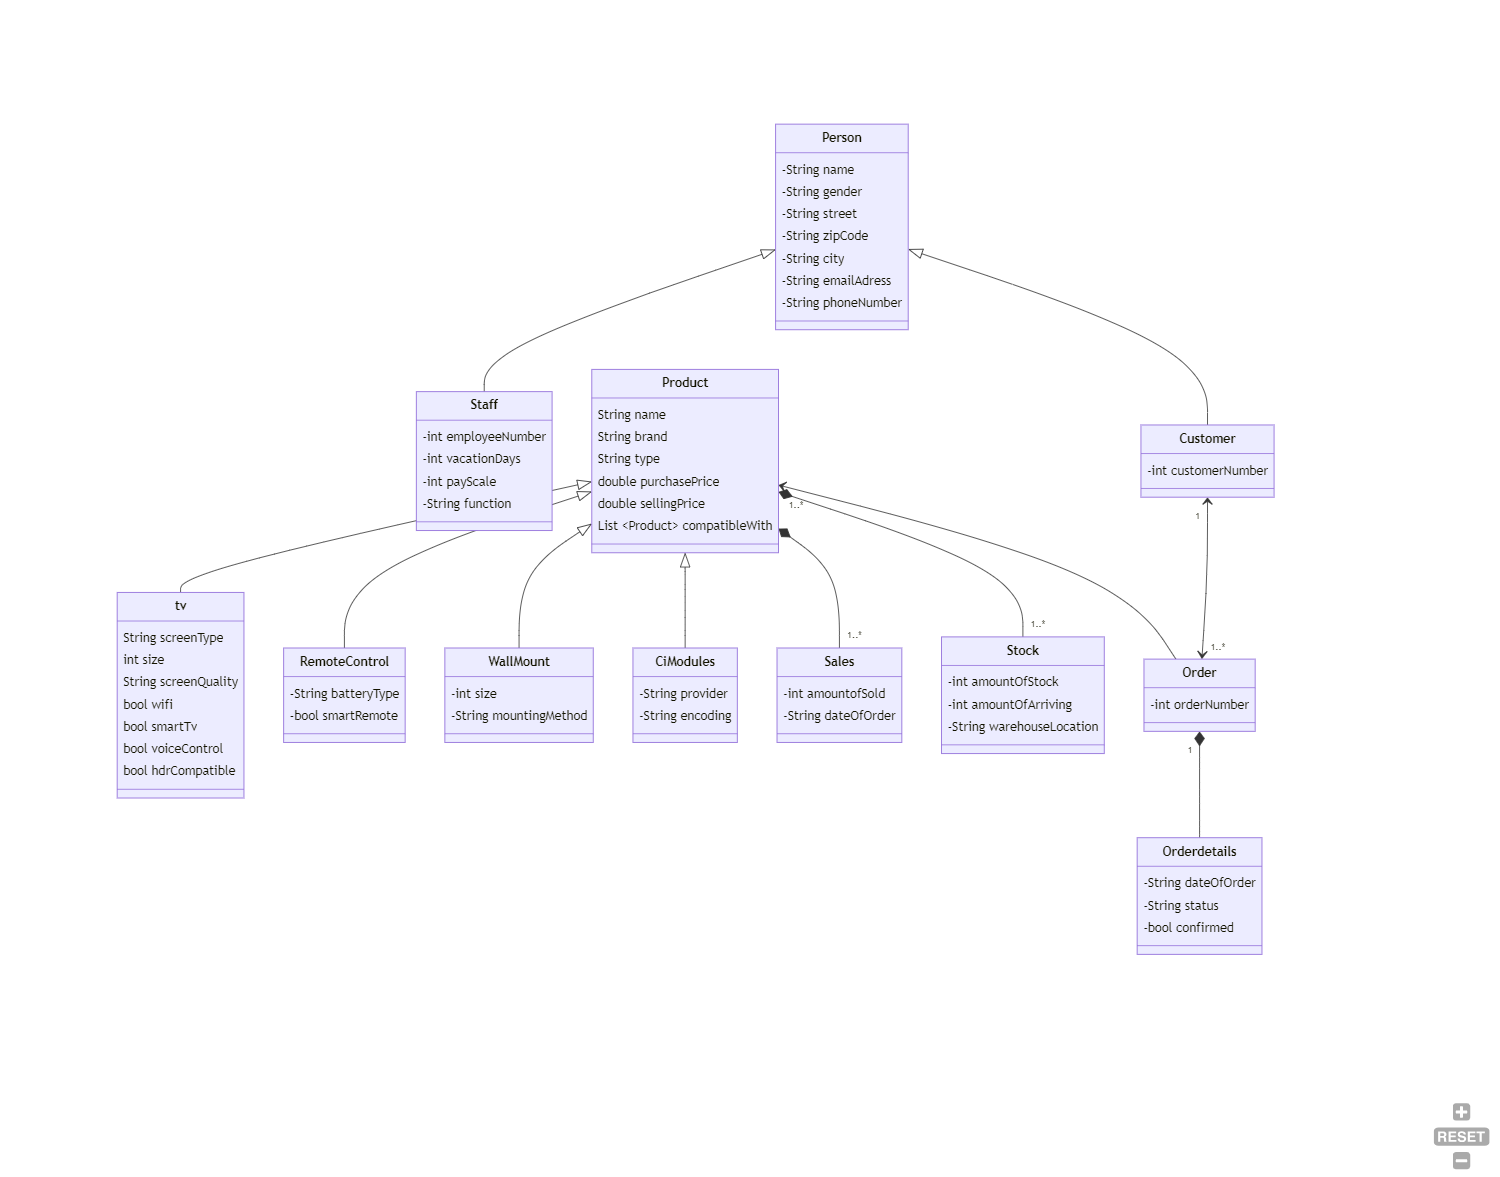 Person
-String name
-String gender
-String street
-String zipCode
-String city
-String emailAdress
-String phoneNumber
Staff
-int employeeNumber
-int vacationDays
-int payScale
-String function
Product
String name
String brand
String type
double purchasePrice
double sellingPrice
List <Product> compatibleWith
1..*
Customer
-int customerNumber
1
1..*
1..*
1..*
tv
String screenType
int size
String screenQuality
bool wifi
bool smartTv
bool voiceControl
bool hdrCompatible
RemoteControl
-String batteryType
-bool smartRemote
WallMount
-int size
-String mountingMethod
CiModules
-String provider
-String encoding
Sales
-int amountofSold
-String dateOfOrder
Stock
-int amountOfStock
-int amountOfArriving
-String warehouseLocation
Order
-int orderNumber
1
Orderdetails
-String dateOfOrder
-String status
-bool confirmed
RESET